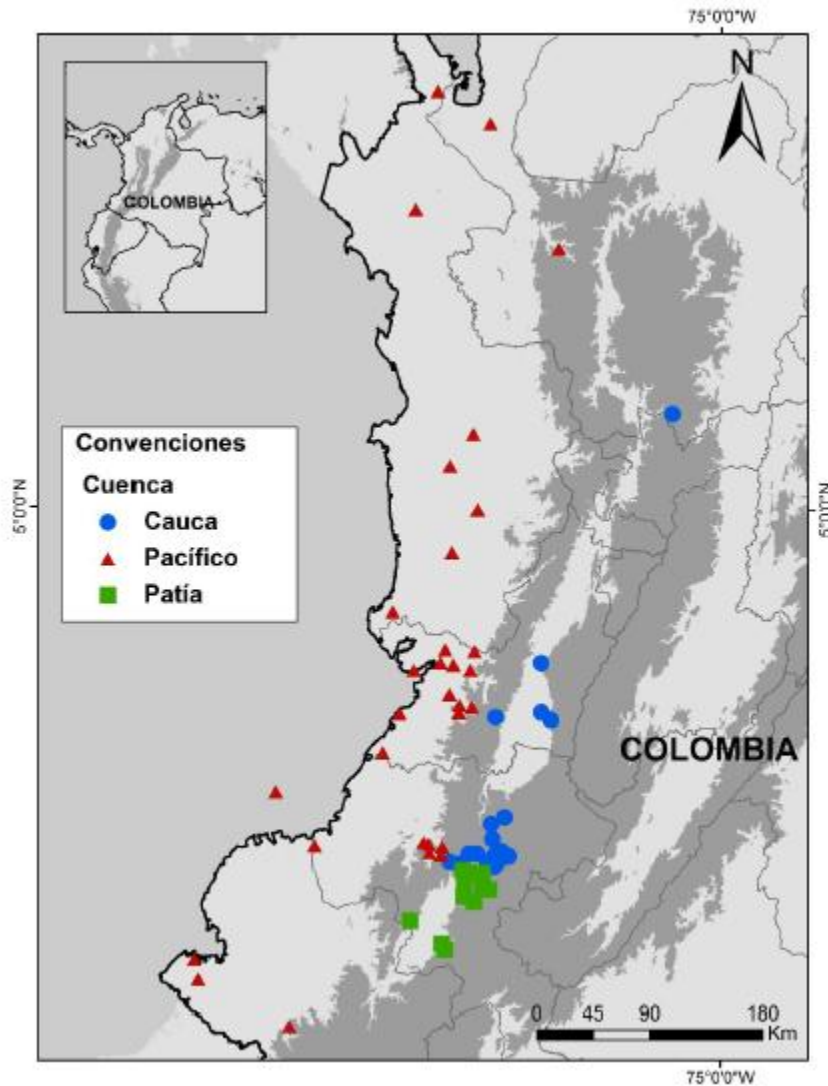 75°0'0"W
N
COLOMBIA
Convenciones
Cuenca
Cauca
Pacífico
Patía
5°0'0"N
5°0'0"N
COLOMBIA
0 45 90 180
Km
75°0'0"W